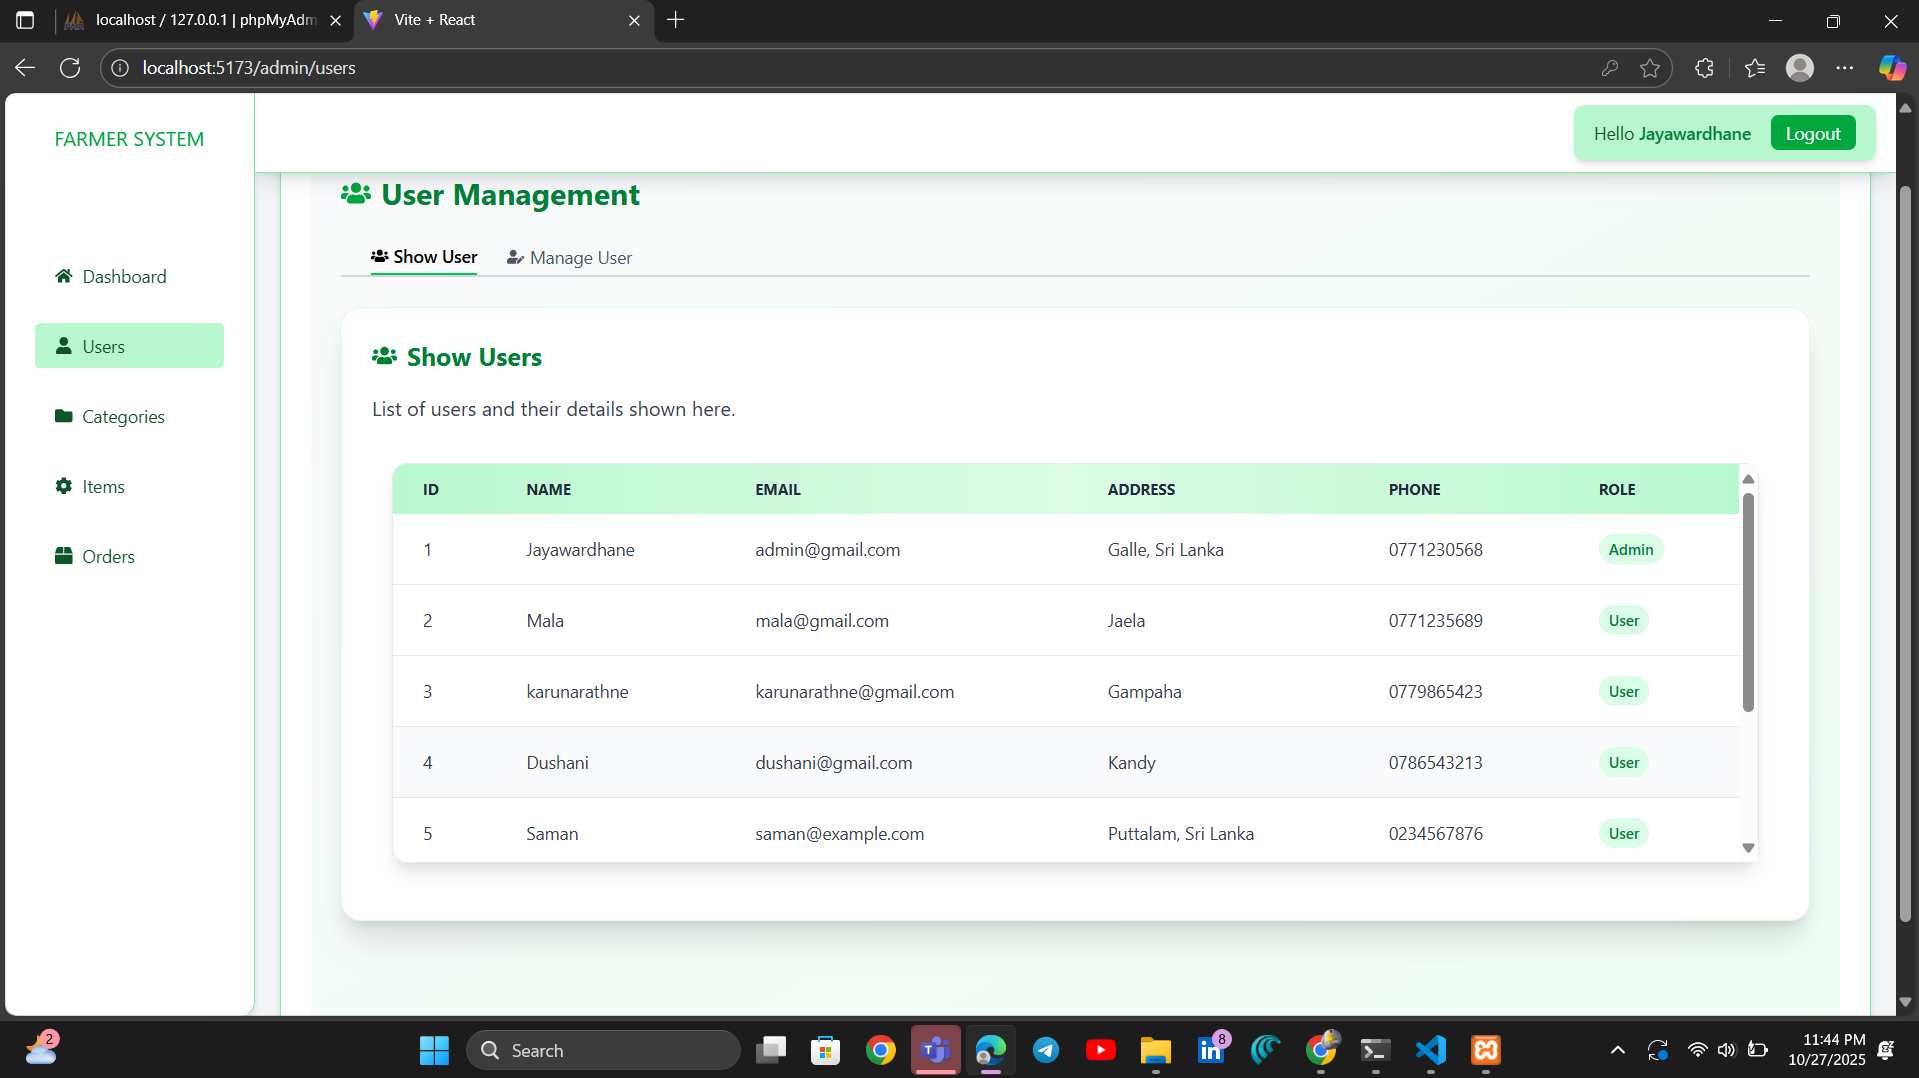 localhost / 127.0.0.1 | phpMyAdm
Vite + React
localhost:5173/admin/users
FARMER SYSTEM
Hello Jayawardhane Logout
User Management
Show User Manage User
Dashboard
Users
Categories
Items
Orders
Show Users
List of users and their details shown here.
ID NAME EMAIL ADDRESS PHONE ROLE
1 Jayawardhane admin@gmail.com Galle, Sri Lanka 0771230568 Admin
2 Mala mala@gmail.com Jaela 0771235689 User
3 karunarathne karunarathne@gmail.com Gampaha 0779865423 User
4 Dushani dushani@gmail.com Kandy 0786543213 User
5 Saman saman@example.com Puttalam, Sri Lanka 0234567876 User
2
Search
8
11:44 PM
10/27/2025